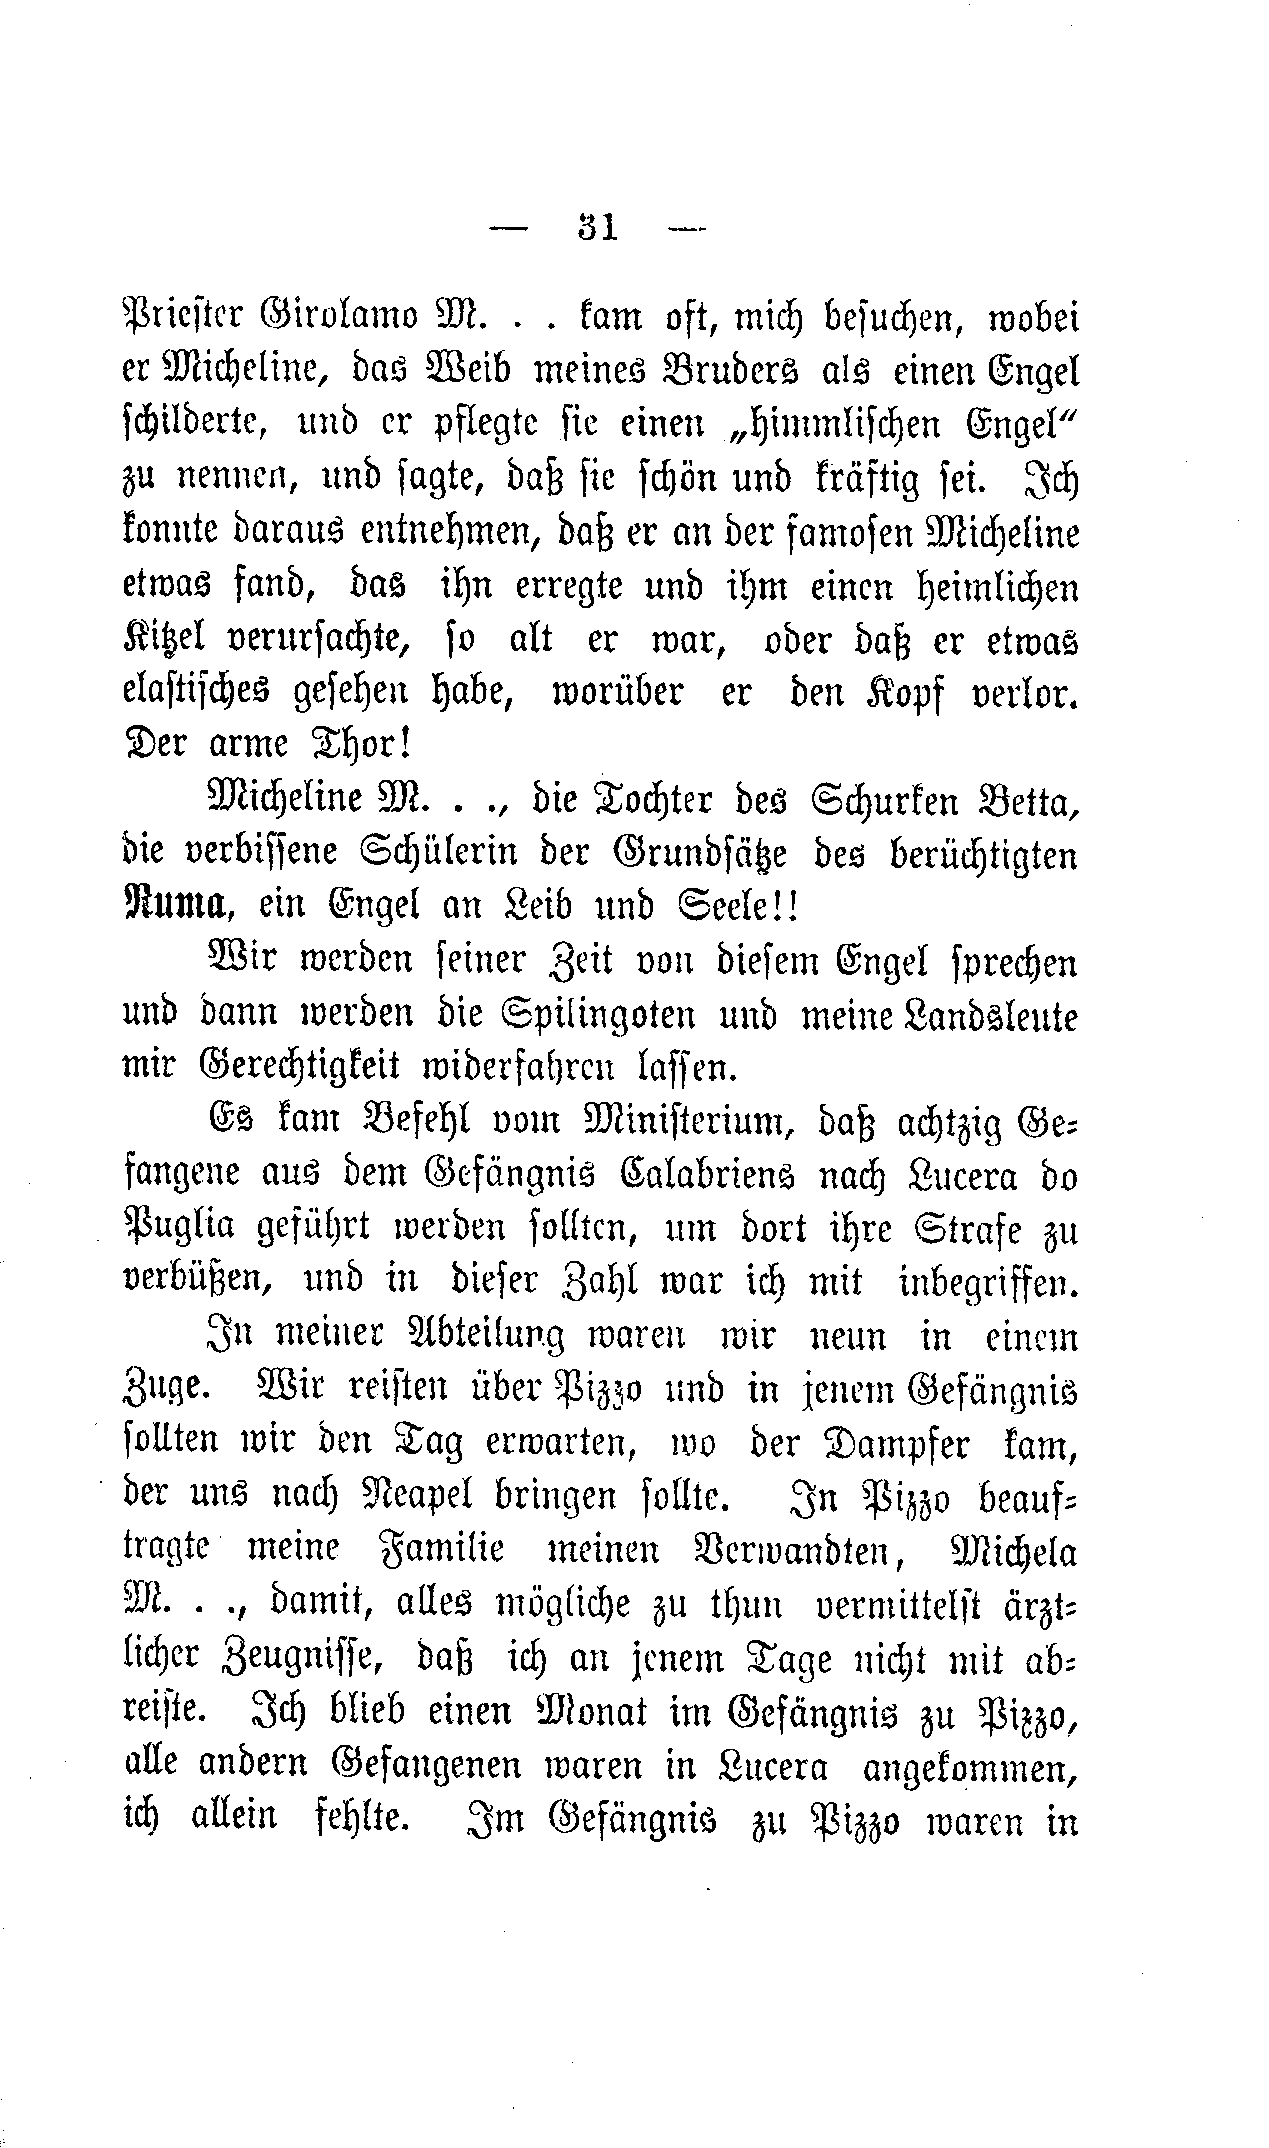 — 31 —
Priester Girolamo M. . . kam oft, mich besuchen, wobei
er Micheline, das Weib meines Bruders als einen Engel
schilderte, und er pflegte sie einen „himmlischen Engel“
zu nennen, und sagte, daß sie schön und kräftig sei. Ich
konnte daraus entnehmen, daß er an der famosen Micheline
etwas fand, das ihn erregte und ihm einen heimlichen
Kitzel verursachte, so alt er war, oder daß er etwas
elastisches gesehen habe, worüber er den Kopf verlor.
Der arme Thor!
Micheline M. . ., die Tochter des Schurken Betta,
die verbissene Schülerin der Grundsätze des berüchtigten
Numa, ein Engel an Leib und Seele!!
Wir werden seiner Zeit von diesem Engel sprechen
und dann werden die Spilingoten und meine Landsleute
mir Gerechtigkeit widerfahren lassen.
Es kam Befehl vom Ministerium, daß achtzig Ge-
fangene aus dem Gefängnis Calabriens nach Lucera do
Puglia geführt werden sollten, um dort ihre Strafe zu
verbüßen, und in dieser Zahl war ich mit inbegriffen.
In meiner Abteilung waren wir neun in einem
Zuge. Wir reisten über Pizzo und in jenem Gefängnis
sollten wir den Tag erwarten, wo der Dampfer kam,
der uns nach Neapel bringen sollte. In Pizzo beauf-
tragte meine Familie meinen Verwandten, Michela
M. . ., damit, alles mögliche zu thun vermittelst ärzt-
licher Zeugnisse, daß ich an jenem Tage nicht mit ab-
reiste. Ich blieb einen Monat im Gefängnis zu Pizzo,
alle andern Gefangenen waren in Lucera angekommen,
ich allein fehlte. Im Gefängnis zu Pizzo waren in